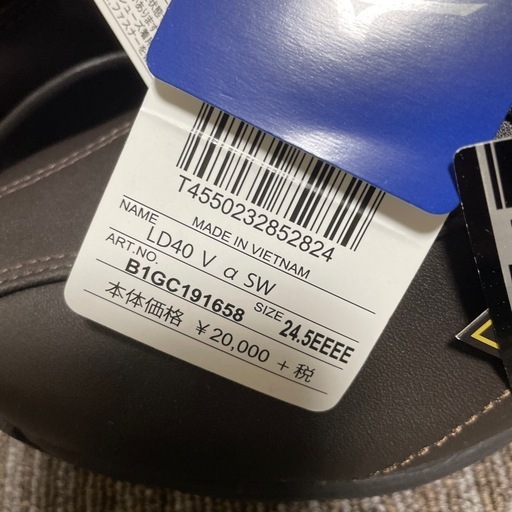 T4550232852824
MADE IN VIETNAM
NAME
LD40 V α SW
ART.NO.
B1GC191658
SIZE
24.5EEEE
本体価格 ￥20,000 + 税